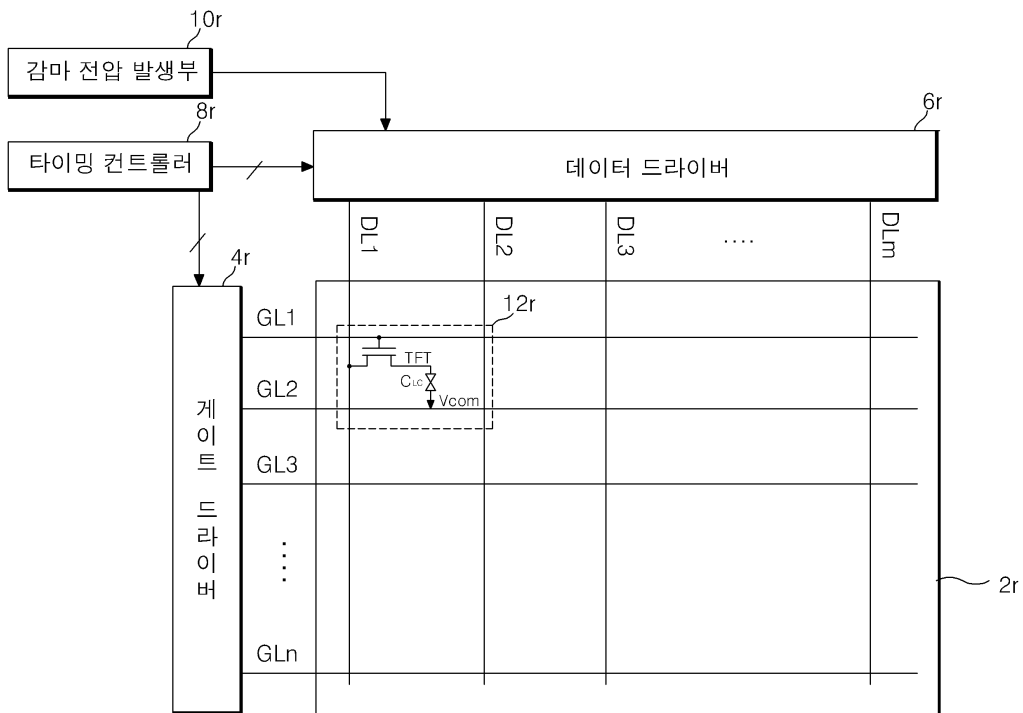 10r
감마 전압 발생부
8r
타이밍 컨트롤러
6r
데이터 드라이버
DL1
DL2
DL3
....
DLm
4r
게이트 드라이버
12r
GL1
TFT
CLC
Vcom
GL2
GL3
....
GLn
2r